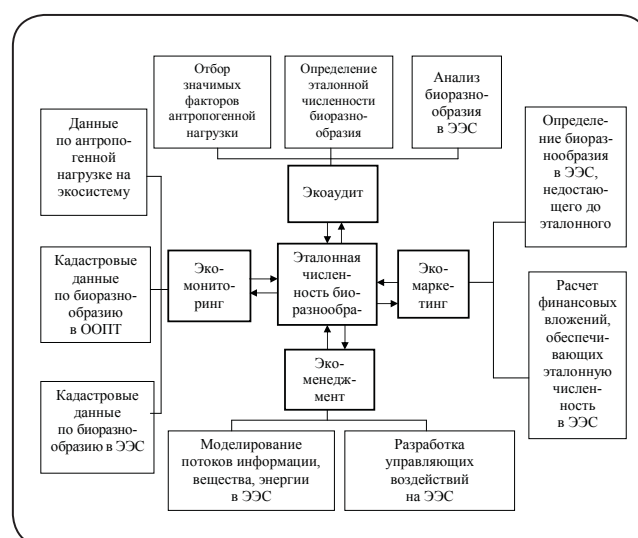 Отбор
значимых
факторов
антропогенной
нагрузки
Определение
эталонной
численности
биоразно-
образия
Анализ
биоразно-
образия
в ЭЭС
Данные
по антропо-
генной
нагрузке на
экосистему
Кадастровые
данные
по биоразно-
образию
в ООПТ
Кадастровые
данные
по биоразно-
образию в ЭЭС
Экоаудит
Эко-
монито-
ринг
Эталонная
числен-
ность био-
разнообра-
Эко-
марке-
тинг
Эко-
менедж-
мент
Определе-
ние биораз-
нообразия
в ЭЭС,
недостаю-
щего до
эталонного
Расчет
финансовых
вложений,
обеспечи-
вающих
эталонную
числен-
ность
в ЭЭС
Моделирование
потоков информации,
вещества, энергии
в ЭЭС
Разработка
управляющих
воздействий
на ЭЭС